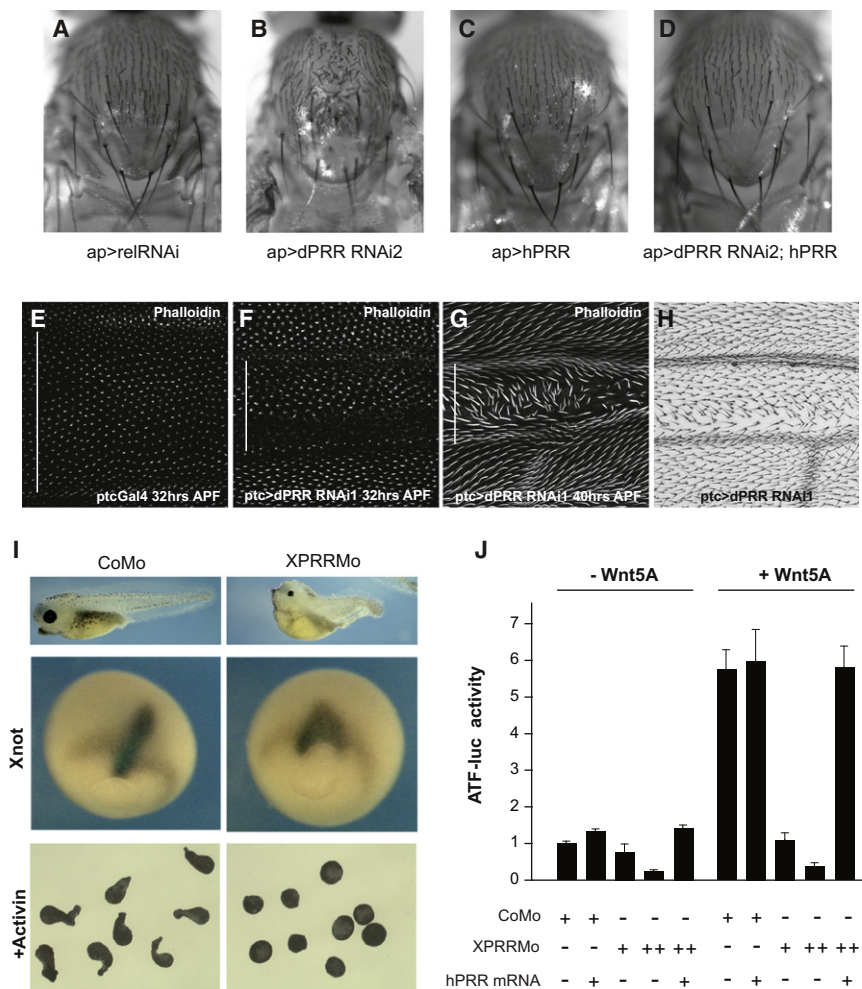 A B C D
ap>relRNAi ap>dPRR RNAi2 ap>hPRR ap>dPRR RNAi2; hPRR
E Phalloidin F Phalloidin G Phalloidin H
ptcGal4 32hrs APF ptc>dPRR RNAi1 32hrs APF ptc>dPRR RNAi1 40hrs APF ptc>dPRR RNAI1
I
CoMo XPRRMo
Xnot
+Activin
J
- Wnt5A + Wnt5A
ATF-luc activity
7
6
5
4
3
2
1
0
CoMo + + - - - + + - - -
XPRRMo - - + ++ ++ - - + ++ ++
hPRR mRNA - + - - + - + - - +